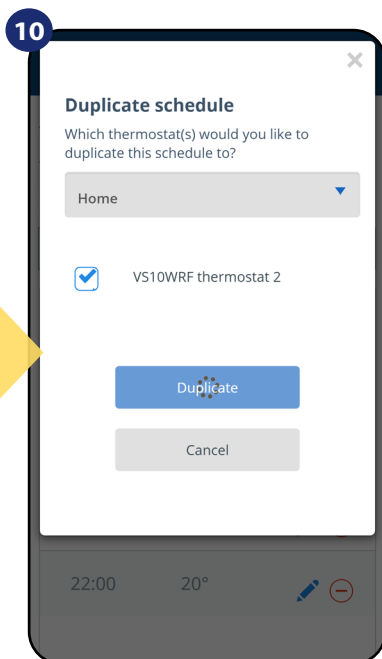 10
Duplicate schedule
Which thermostat(s) would you like to
duplicate this schedule to?
Home
VS10WRF thermostat 2
Duplicate
Cancel
22:00 20°